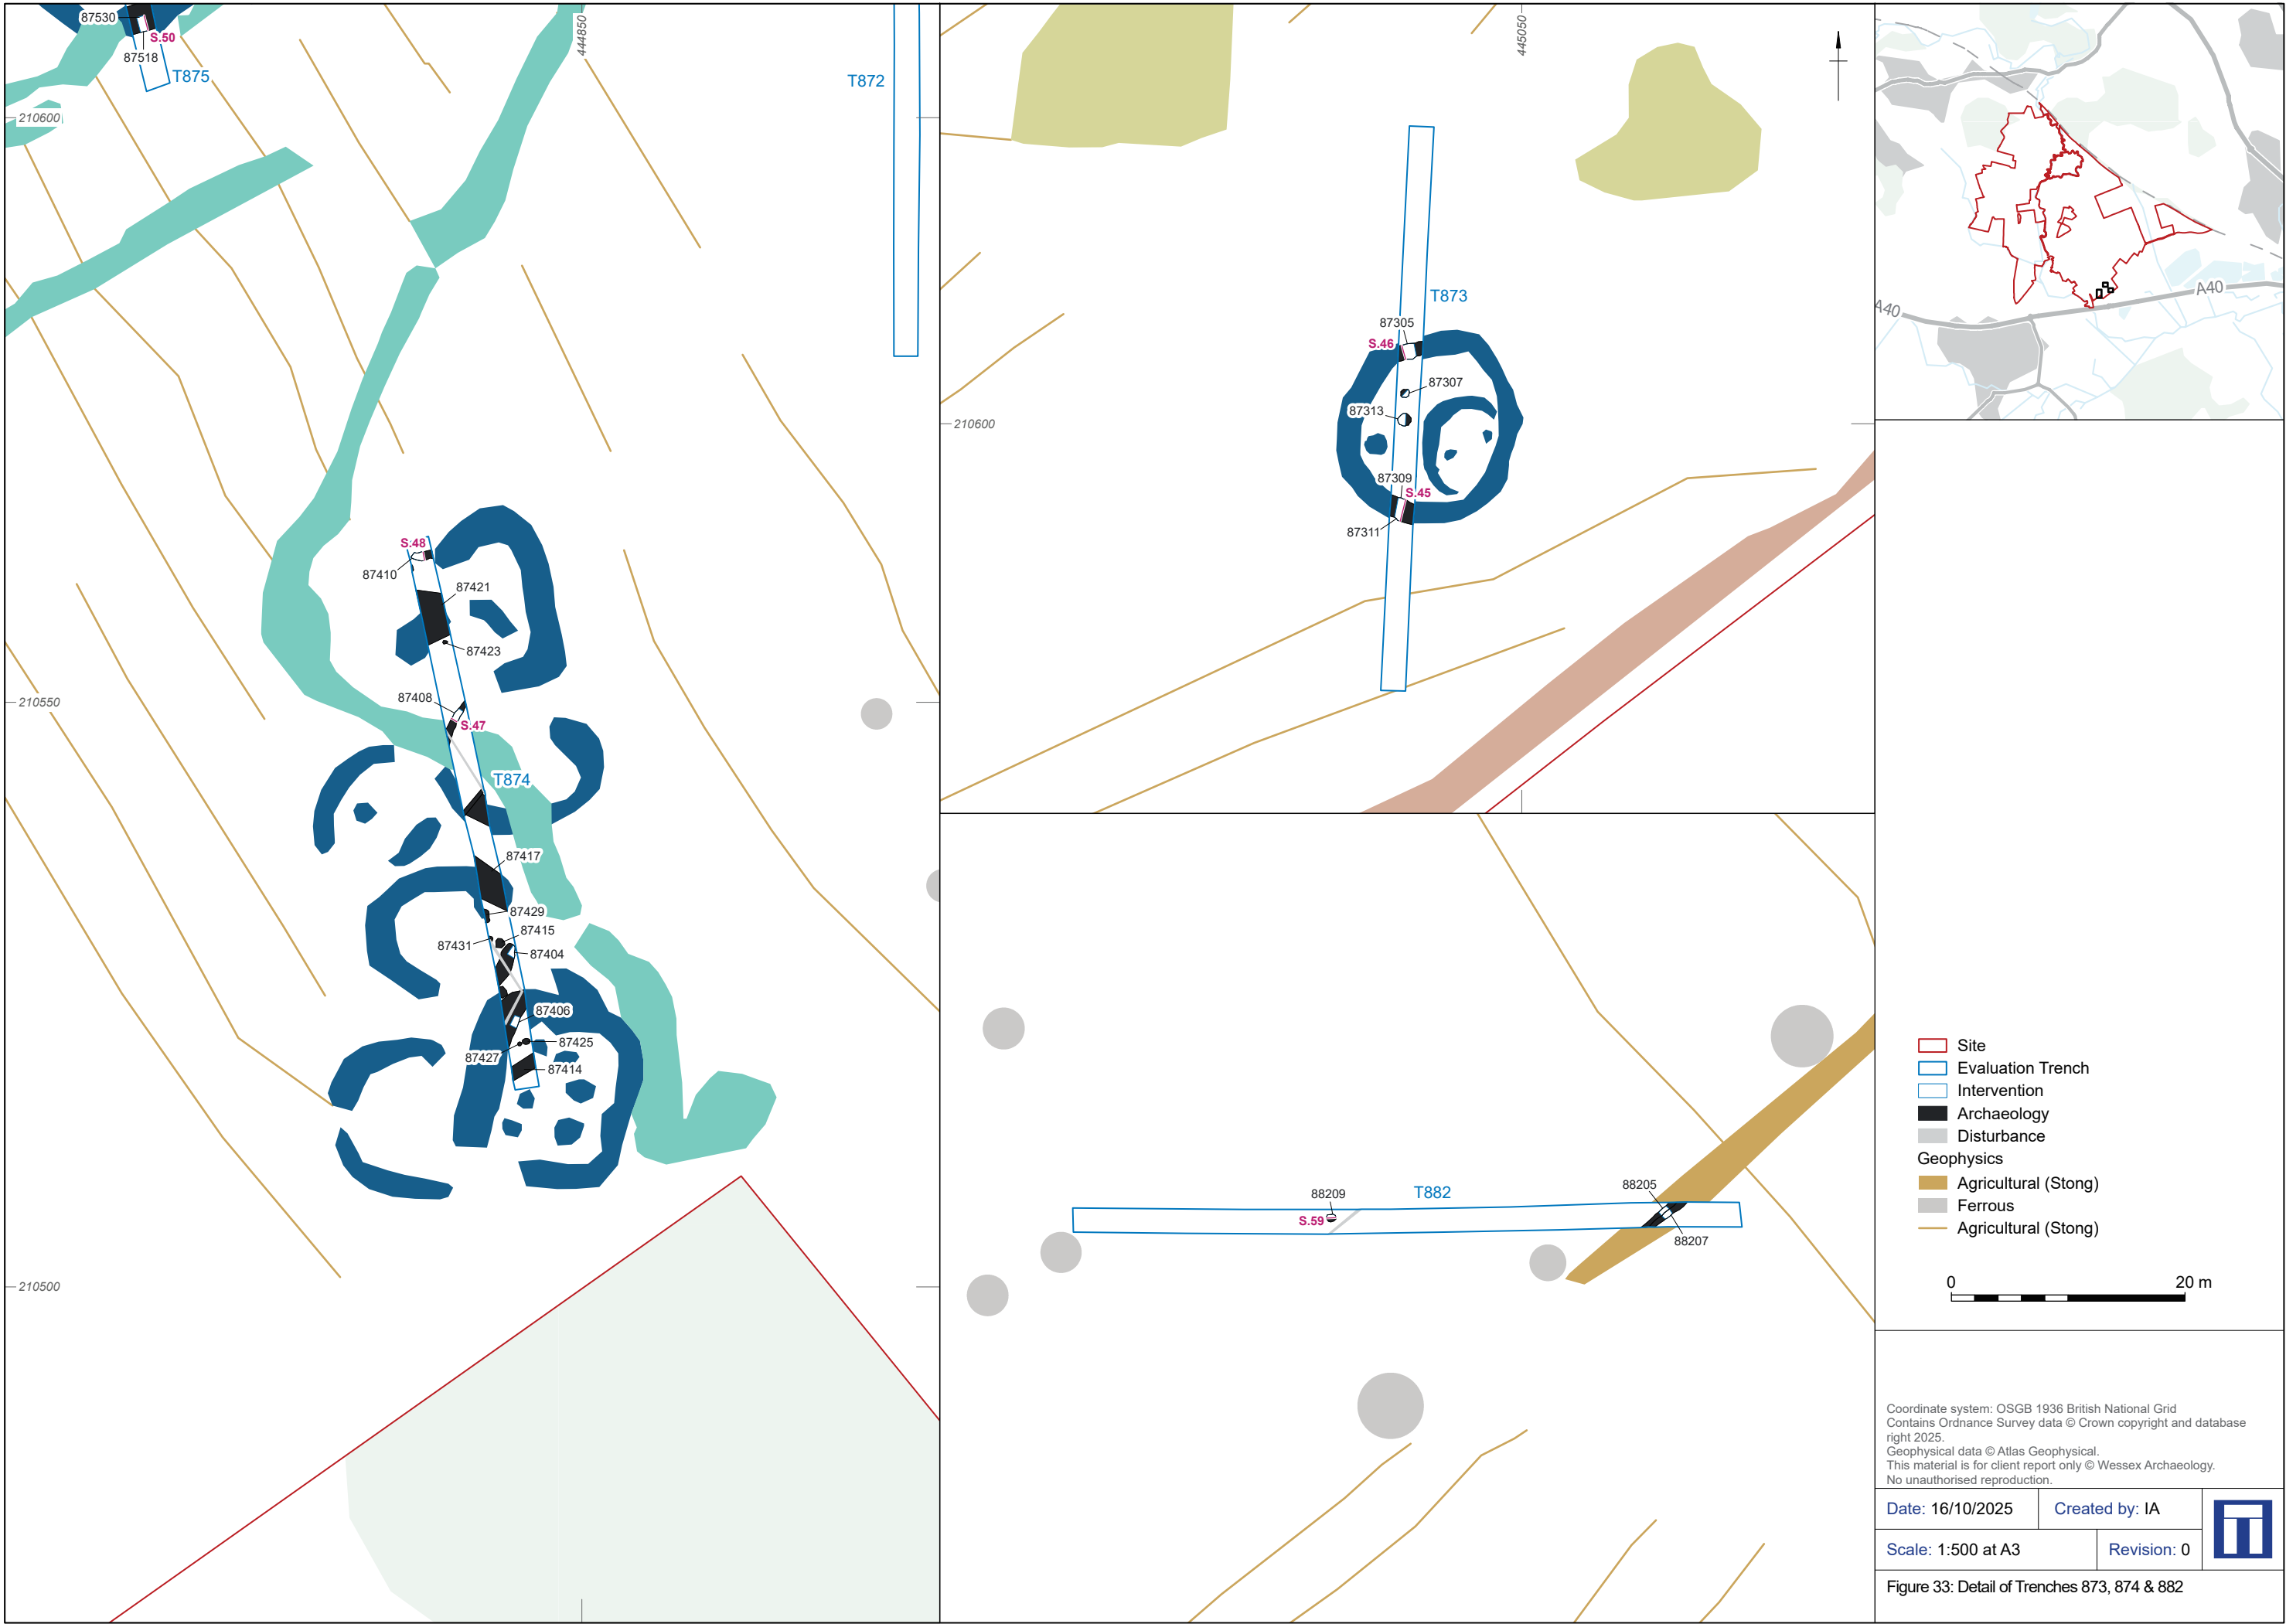 87530
S.50
87518
T875
444850
T872
210600
S.48
87410
87421
87423
87408
S.47
210550
T874
87417
87429
87415
87431
87404
87406
87425
87427
87414
210500
445050
T873
87305
S.46
87307
87313
210600
87309
S.45
87311
88209
T882
S.59
88205
88207
A40
A40
Site
Evaluation Trench
Intervention
Archaeology
Disturbance
Geophysics
Agricultural (Stong)
Ferrous
Agricultural (Stong)
0 20 m
Coordinate system: OSGB 1936 British National Grid
Contains Ordnance Survey data © Crown copyright and database
right 2025.
Geophysical data © Atlas Geophysical.
This material is for client report only © Wessex Archaeology.
No unauthorised reproduction.
Date: 16/10/2025 Created by: IA
Scale: 1:500 at A3 Revision: 0
Figure 33: Detail of Trenches 873, 874 & 882